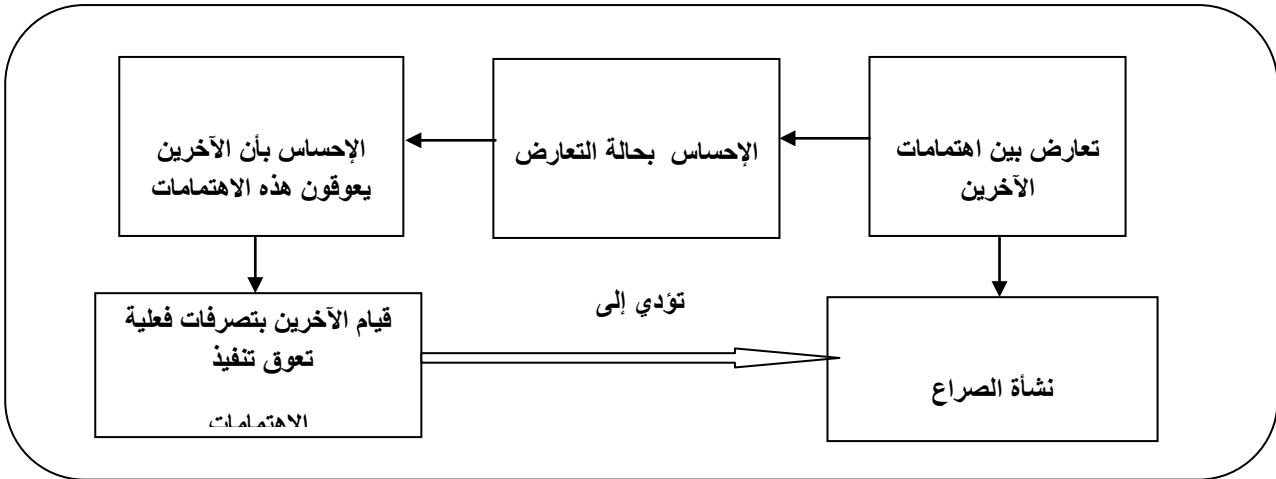 تعارض بين اهتمامات
الآخرين
الإحساس بحالة التعارض
الإحساس بأن الآخرين
يعوقون هذه الاهتمامات
قيام الآخرين بتصرفات فعلية
تعوق تنفيذ
الاهتمامات
تؤدي إلى
نشأة الصراع